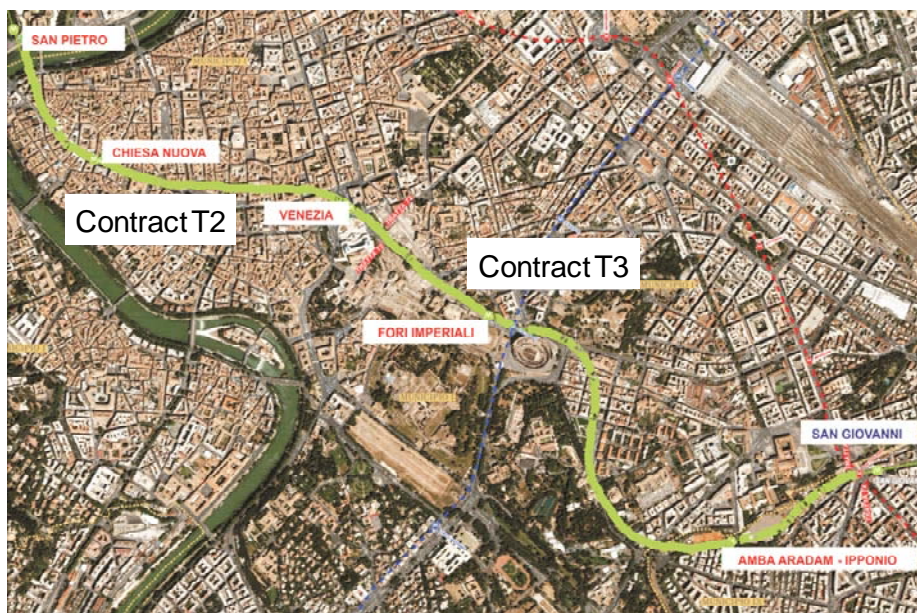 SAN PIETRO
CHIESA NUOVA
Contract T2
VENEZIA
Contract T3
FORI IMPERIALI
SAN GIOVANNI
AMBA ARADAM - IPPONIO